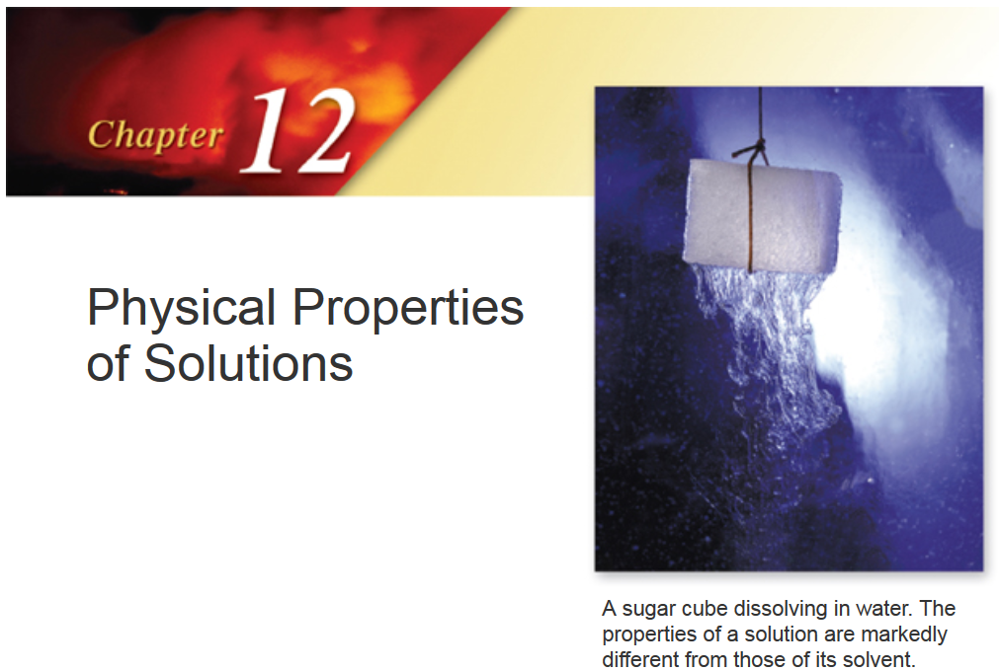 Chapter 12
Physical Properties
of Solutions
A sugar cube dissolving in water. The
properties of a solution are markedly
different from those of its solvent.